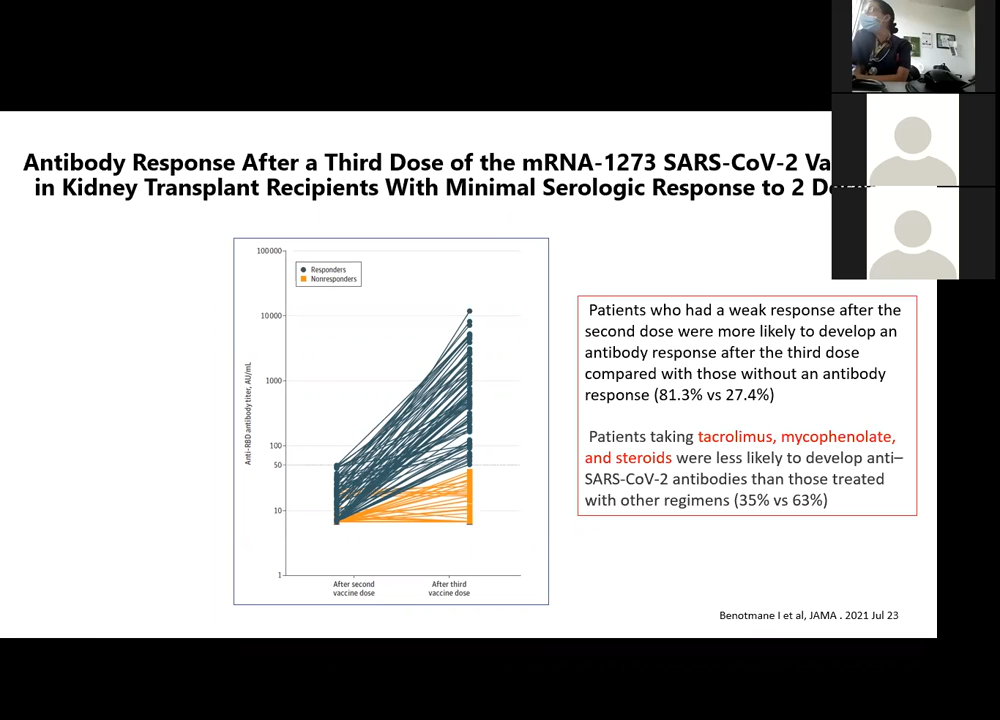 Antibody Response After a Third Dose of the mRNA-1273 SARS-CoV-2
in Kidney Transplant Recipients With Minimal Serologic Response to 2
100000
Responders
Nonresponders
10000
1000
100
50
10
1
Anti-RBD antibody titer, AU/mL
After second
vaccine dose
After third
vaccine dose
Patients who had a weak response after the
second dose were more likely to develop an
antibody response after the third dose
compared with those without an antibody
response (81.3% vs 27.4%)
Patients taking tacrolimus, mycophenolate,
and steroids were less likely to develop anti–
SARS-CoV-2 antibodies than those treated
with other regimens (35% vs 63%)
Benotmane I et al, JAMA . 2021 Jul 23